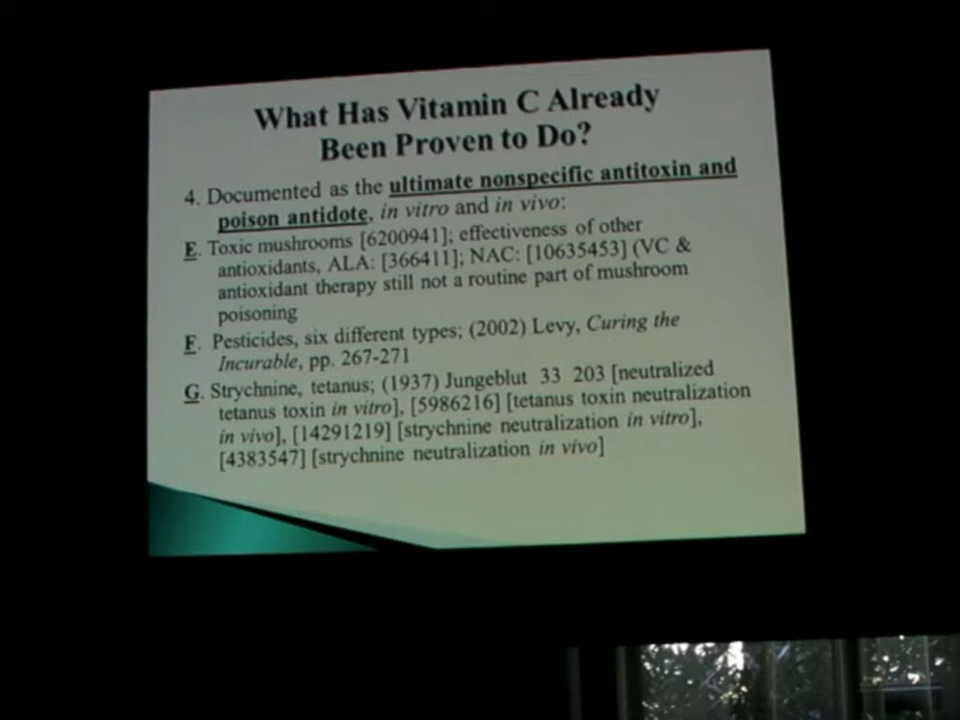 What Has Vitamin C Already
Been Proven to Do?
4. Documented as the ultimate nonspecific antitoxin and
poison antidote, in vitro and in vivo:
E. Toxic mushrooms [6200941]; effectiveness of other
antioxidants, ALA: [366411]; NAC: [10635453] (VC &
antioxidant therapy still not a routine part of mushroom
poisoning
F. Pesticides, six different types; (2002) Levy, Curing the
Incurable, pp. 267-271
G. Strychnine, tetanus; (1937) Jungeblut 33 203 [neutralized
tetanus toxin in vitro], [5986216] [tetanus toxin neutralization
in vivo], [14291219] [strychnine neutralization in vitro],
[4383547] [strychnine neutralization in vivo]